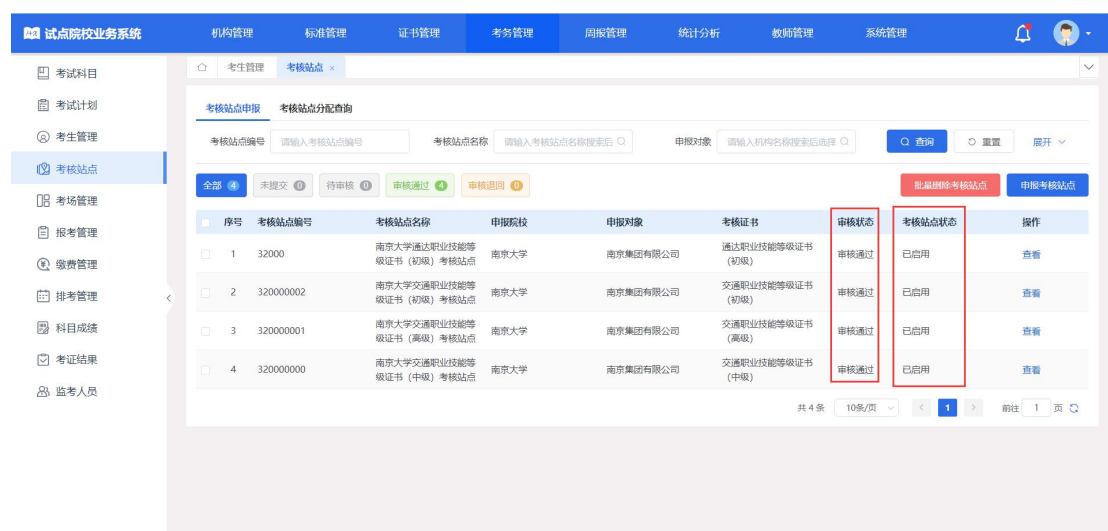 试点院校业务系统 机构管理 标准管理 证书管理 考务管理 周报管理 统计分析 教师管理 系统管理
考试科目
考试计划
考生管理
考核站点
考场管理
报考管理
缴费管理
排考管理
科目成绩
考证结果
监考人员
考生管理 考核站点 ×
考核站点申报 考核站点分配查询
考核站点编号 请输入考核站点编号 考核站点名称 请输入考核站点名称搜索后 申报对象 请输入机构名称搜索后选择 查询 重置 展开
全部 4 未提交 0 待审核 0 审核通过 4 审核退回 0 批量删除考核站点 申报考核站点
序号 考核站点编号 考核站点名称 申报院校 申报对象 考核证书 审核状态 考核站点状态 操作
1 32000 南京大学通达职业技能等级证书（初级）考核站点 南京大学 南京集团有限公司 通达职业技能等级证书（初级） 审核通过 已启用 查看
2 320000002 南京大学交通职业技能等级证书（初级）考核站点 南京大学 南京集团有限公司 交通职业技能等级证书（初级） 审核通过 已启用 查看
3 320000001 南京大学交通职业技能等级证书（高级）考核站点 南京大学 南京集团有限公司 交通职业技能等级证书（高级） 审核通过 已启用 查看
4 320000000 南京大学交通职业技能等级证书（中级）考核站点 南京大学 南京集团有限公司 交通职业技能等级证书（中级） 审核通过 已启用 查看
共 4 条 10条/页 < 1 > 前往 1 页